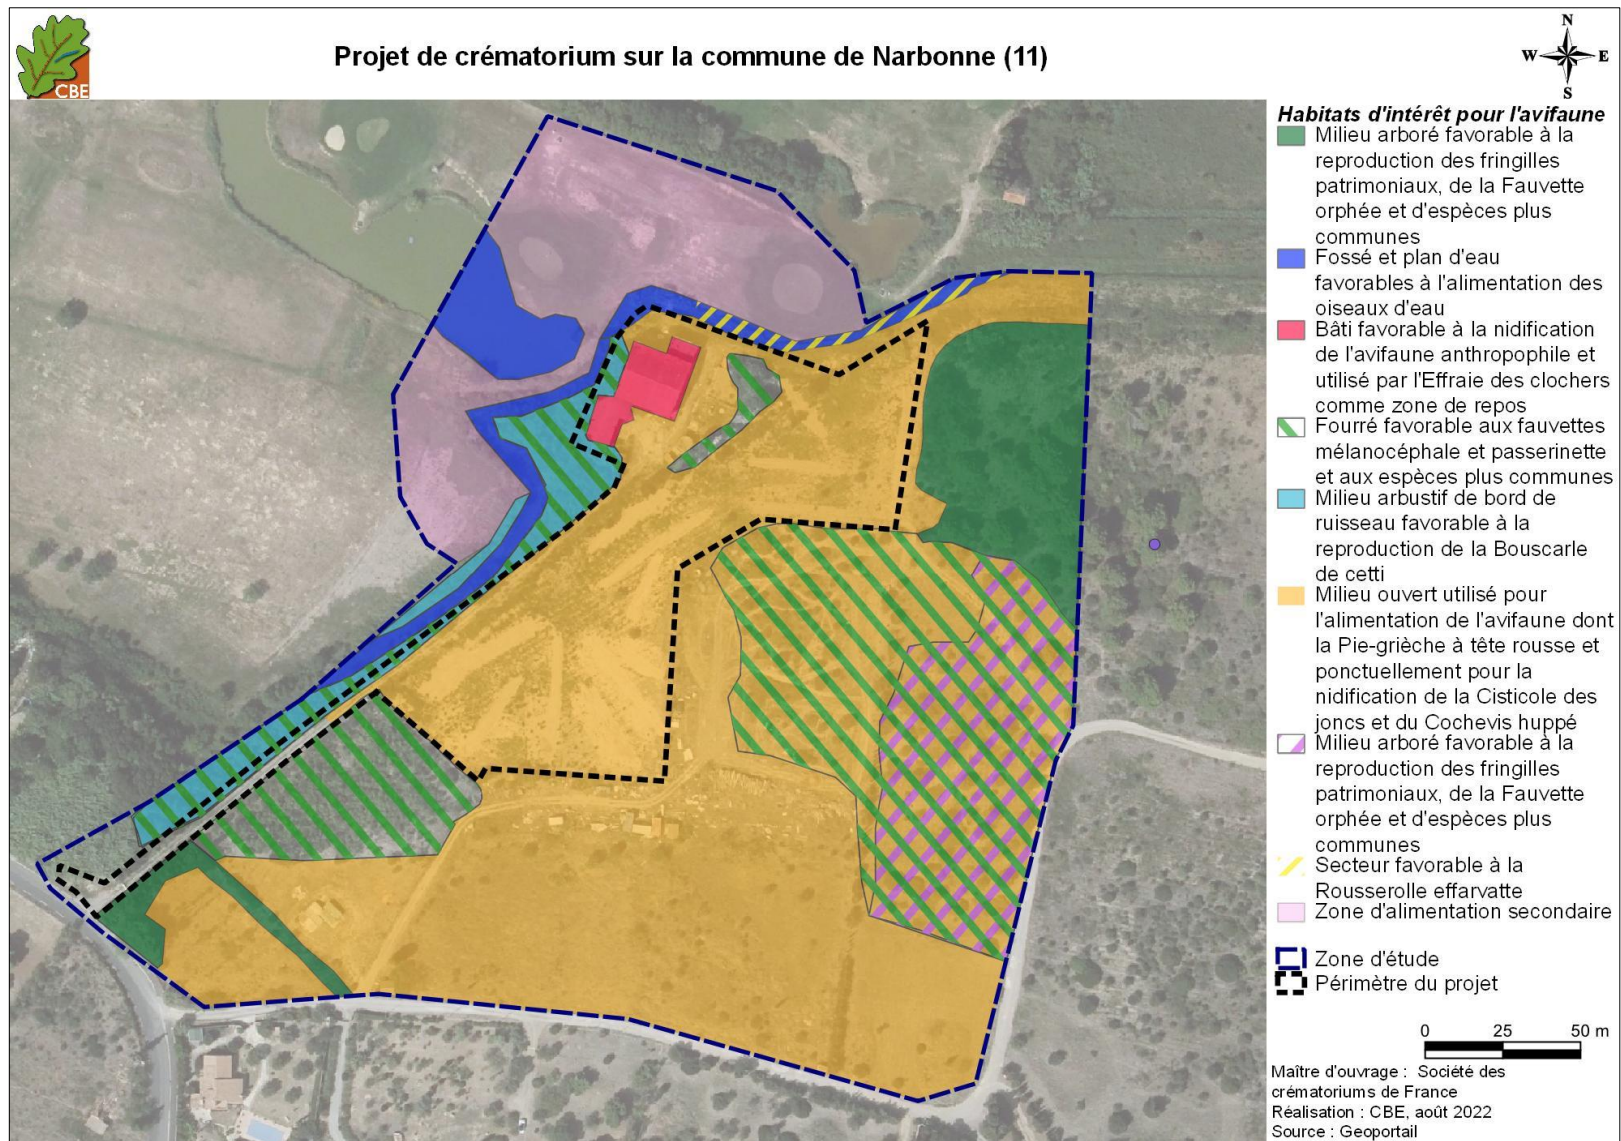 CBE
Projet de crématorium sur la commune de Narbonne (11)
N
W E
S
Habitats d'intérêt pour l'avifaune
Milieu arboré favorable à la
reproduction des fringilles
patrimoniaux, de la Fauvette
orphée et d'espèces plus
communes
Fossé et plan d'eau
favorables à l'alimentation des
oiseaux d'eau
Bâti favorable à la nidification
de l'avifaune anthropophile et
utilisé par l'Effraie des clochers
comme zone de repos
Fourré favorable aux fauvettes
mélanocéphale et passerinette
et aux espèces plus communes
Milieu arbustif de bord de
ruisseau favorable à la
reproduction de la Bouscarle
de cetti
Milieu ouvert utilisé pour
l'alimentation de l'avifaune dont
la Pie-grièche à tête rousse et
ponctuellement pour la
nidification de la Cisticole des
joncs et du Cochevis huppé
Milieu arboré favorable à la
reproduction des fringilles
patrimoniaux, de la Fauvette
orphée et d'espèces plus
communes
Secteur favorable à la
Rousserolle effarvatte
Zone d'alimentation secondaire
Zone d'étude
Périmètre du projet
0 25 50 m
Maître d'ouvrage : Société des
crématoriums de France
Réalisation : CBE, août 2022
Source : Geoportail